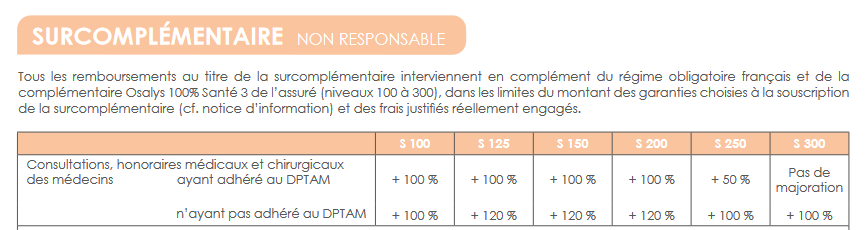 SURCOMPLÉMENTAIRE NON RESPONSABLE
Tous les remboursements au titre de la surcomplémentaire interviennent en complément du régime obligatoire français et de la
complémentaire Osalys 100% Santé 3 de l'assuré (niveaux 100 à 300), dans les limites du montant des garanties choisies à la souscription
de la surcomplémentaire (cf. notice d'information) et des frais justifiés réellement engagés.
S 100 S 125 S 150 S 200 S 250 S 300
Consultations, honoraires médicaux et chirurgicaux
des médecins ayant adhéré au DPTAM + 100 % + 100 % + 100 % + 100 % + 50 % Pas de
majoration
n'ayant pas adhéré au DPTAM + 100 % + 120 % + 120 % + 120 % + 100 % + 100 %